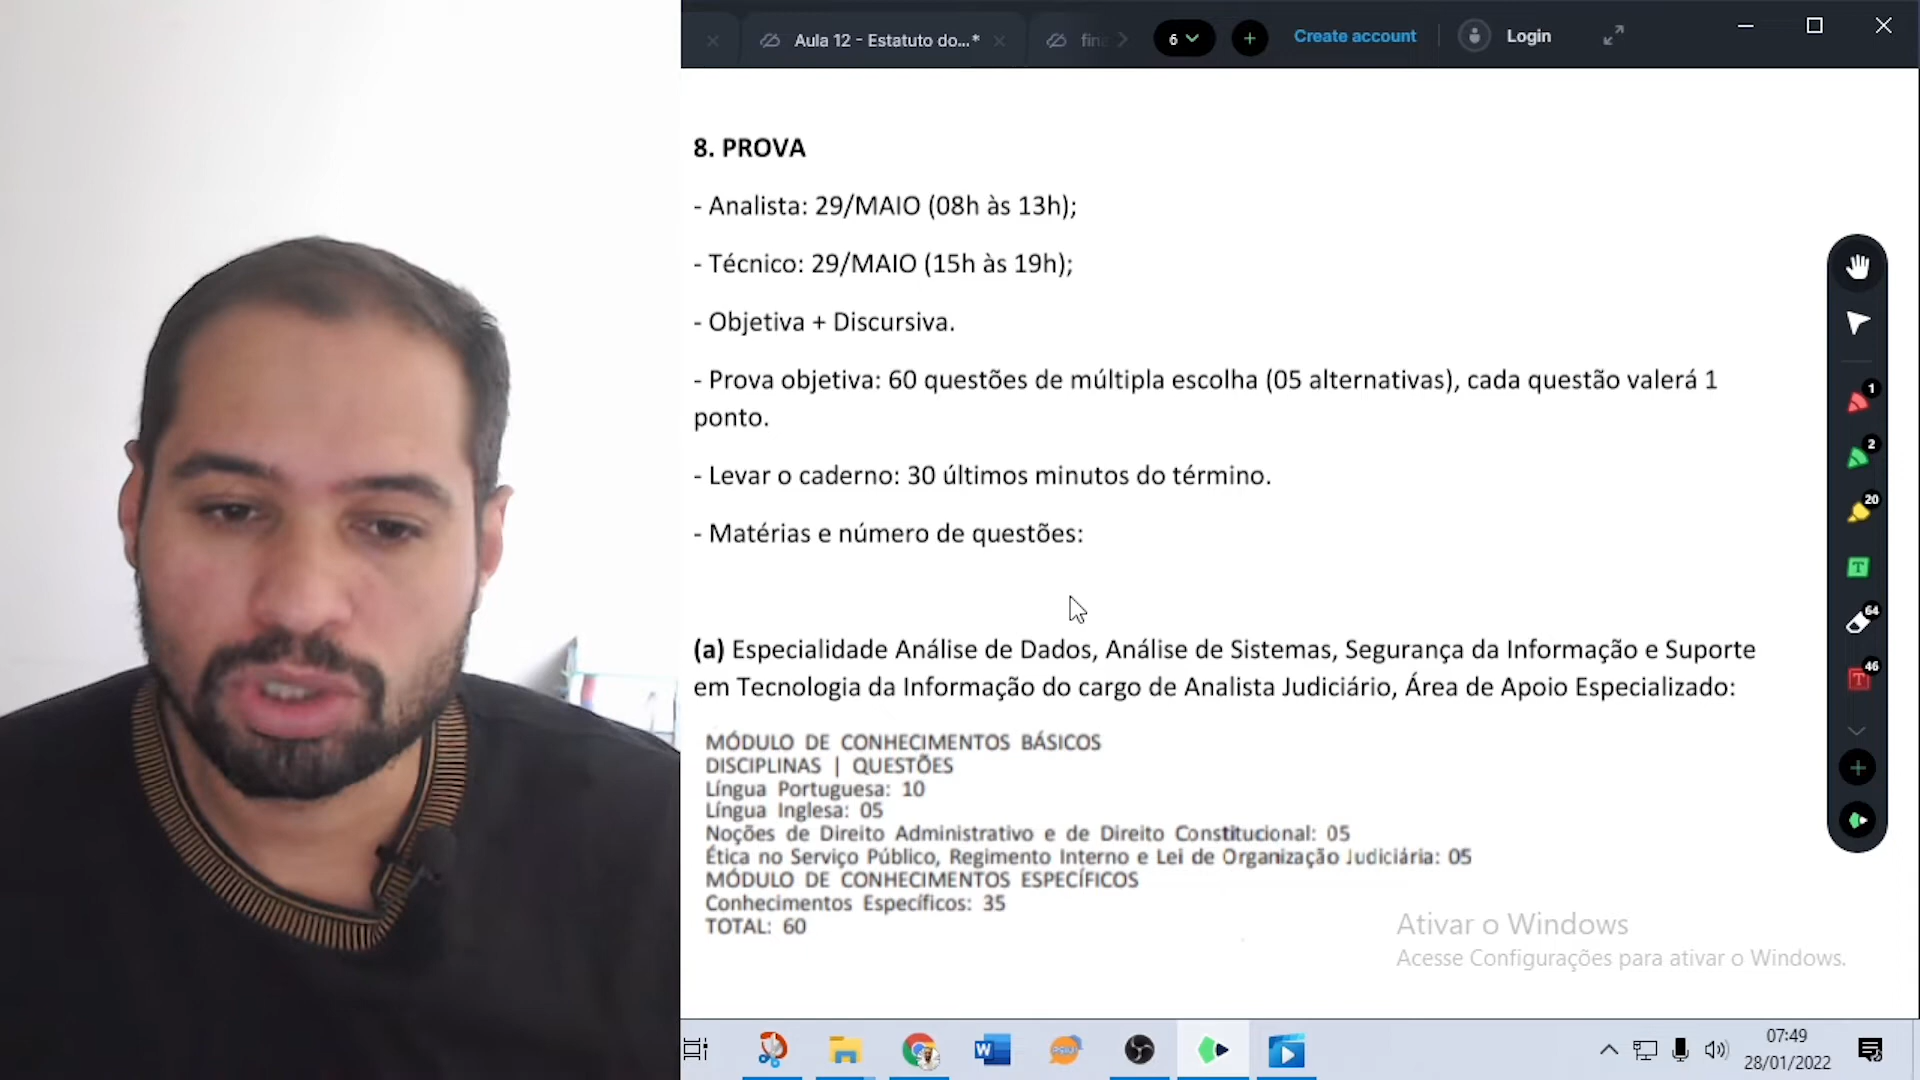 Aula 12 - Estatuto do...*
fin
6
Create account
Login
8. PROVA
- Analista: 29/MAIO (08h às 13h);
- Técnico: 29/MAIO (15h às 19h);
- Objetiva + Discursiva.
- Prova objetiva: 60 questões de múltipla escolha (05 alternativas), cada questão valerá 1
ponto.
- Levar o caderno: 30 últimos minutos do término.
- Matérias e número de questões:
(a) Especialidade Análise de Dados, Análise de Sistemas, Segurança da Informação e Suporte
em Tecnologia da Informação do cargo de Analista Judiciário, Área de Apoio Especializado:
MÓDULO DE CONHECIMENTOS BÁSICOS
DISCIPLINAS | QUESTÕES
Língua Portuguesa: 10
Língua Inglesa: 05
Noções de Direito Administrativo e de Direito Constitucional: 05
Ética no Serviço Público, Regimento Interno e Lei de Organização Judiciária: 05
MÓDULO DE CONHECIMENTOS ESPECÍFICOS
Conhecimentos Específicos: 35
TOTAL: 60
1
2
20
T
64
46
T
Ativar o Windows
Acesse Configurações para ativar o Windows.
W
07:49
28/01/2022